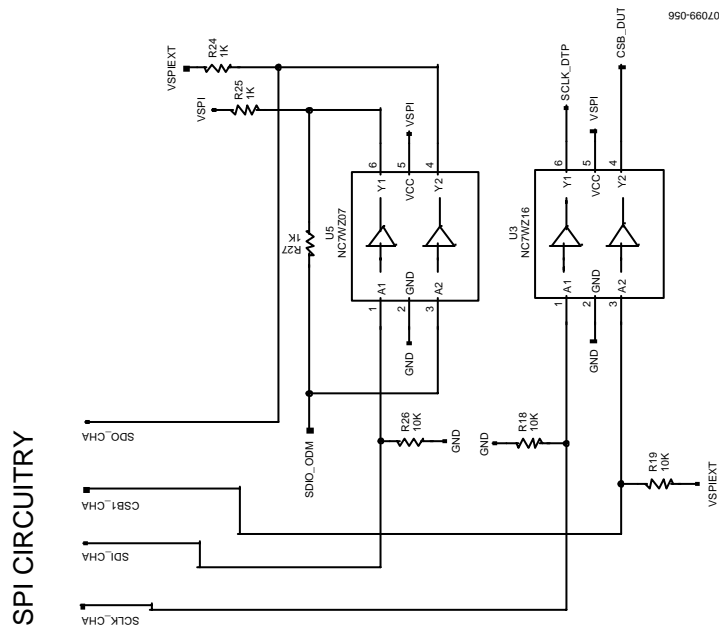 SPI CIRCUITRY
SCLK_CHA
SDI_CHA
CSB1_CHA
SDO_CHA
VSPIEXT
R24
1K
VSPI
R25
1K
R27
1K
SDIO_ODM
R26
10K
GND
U5
NC7WZ07
1
A1
2
GND
3
A2
6
Y1
5
VCC
4
Y2
GND
VSPI
GND
R18
10K
R19
10K
VSPIEXT
U3
NC7WZ16
1
A1
2
GND
3
A2
6
Y1
5
VCC
4
Y2
GND
SCLK_DTP
VSPI
CSB_DUT
07099-056